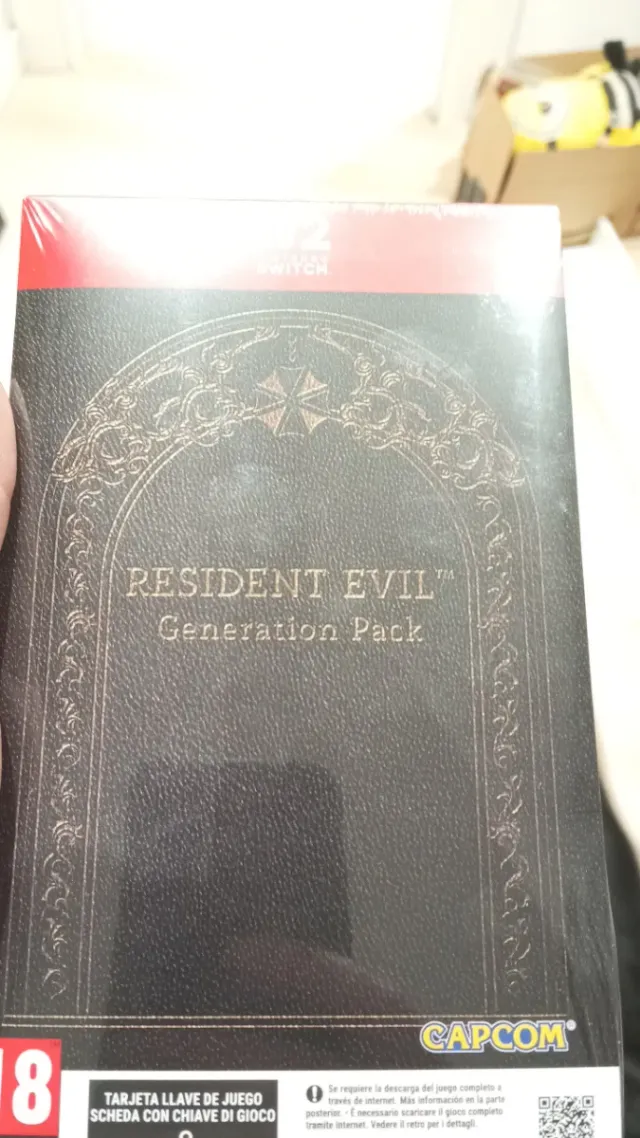 2
SWITCH
RESIDENT EVIL™
Generation Pack
CAPCOM®
18
TARJETA LLAVE DE JUEGO
SCHEDA CON CHIAVE DI GIOCO
Se requiere la descarga del juego completo a
través de internet. Más información en la parte
posterior. • È necessario scaricare il gioco completo
tramite internet. Vedere il retro per i dettagli.